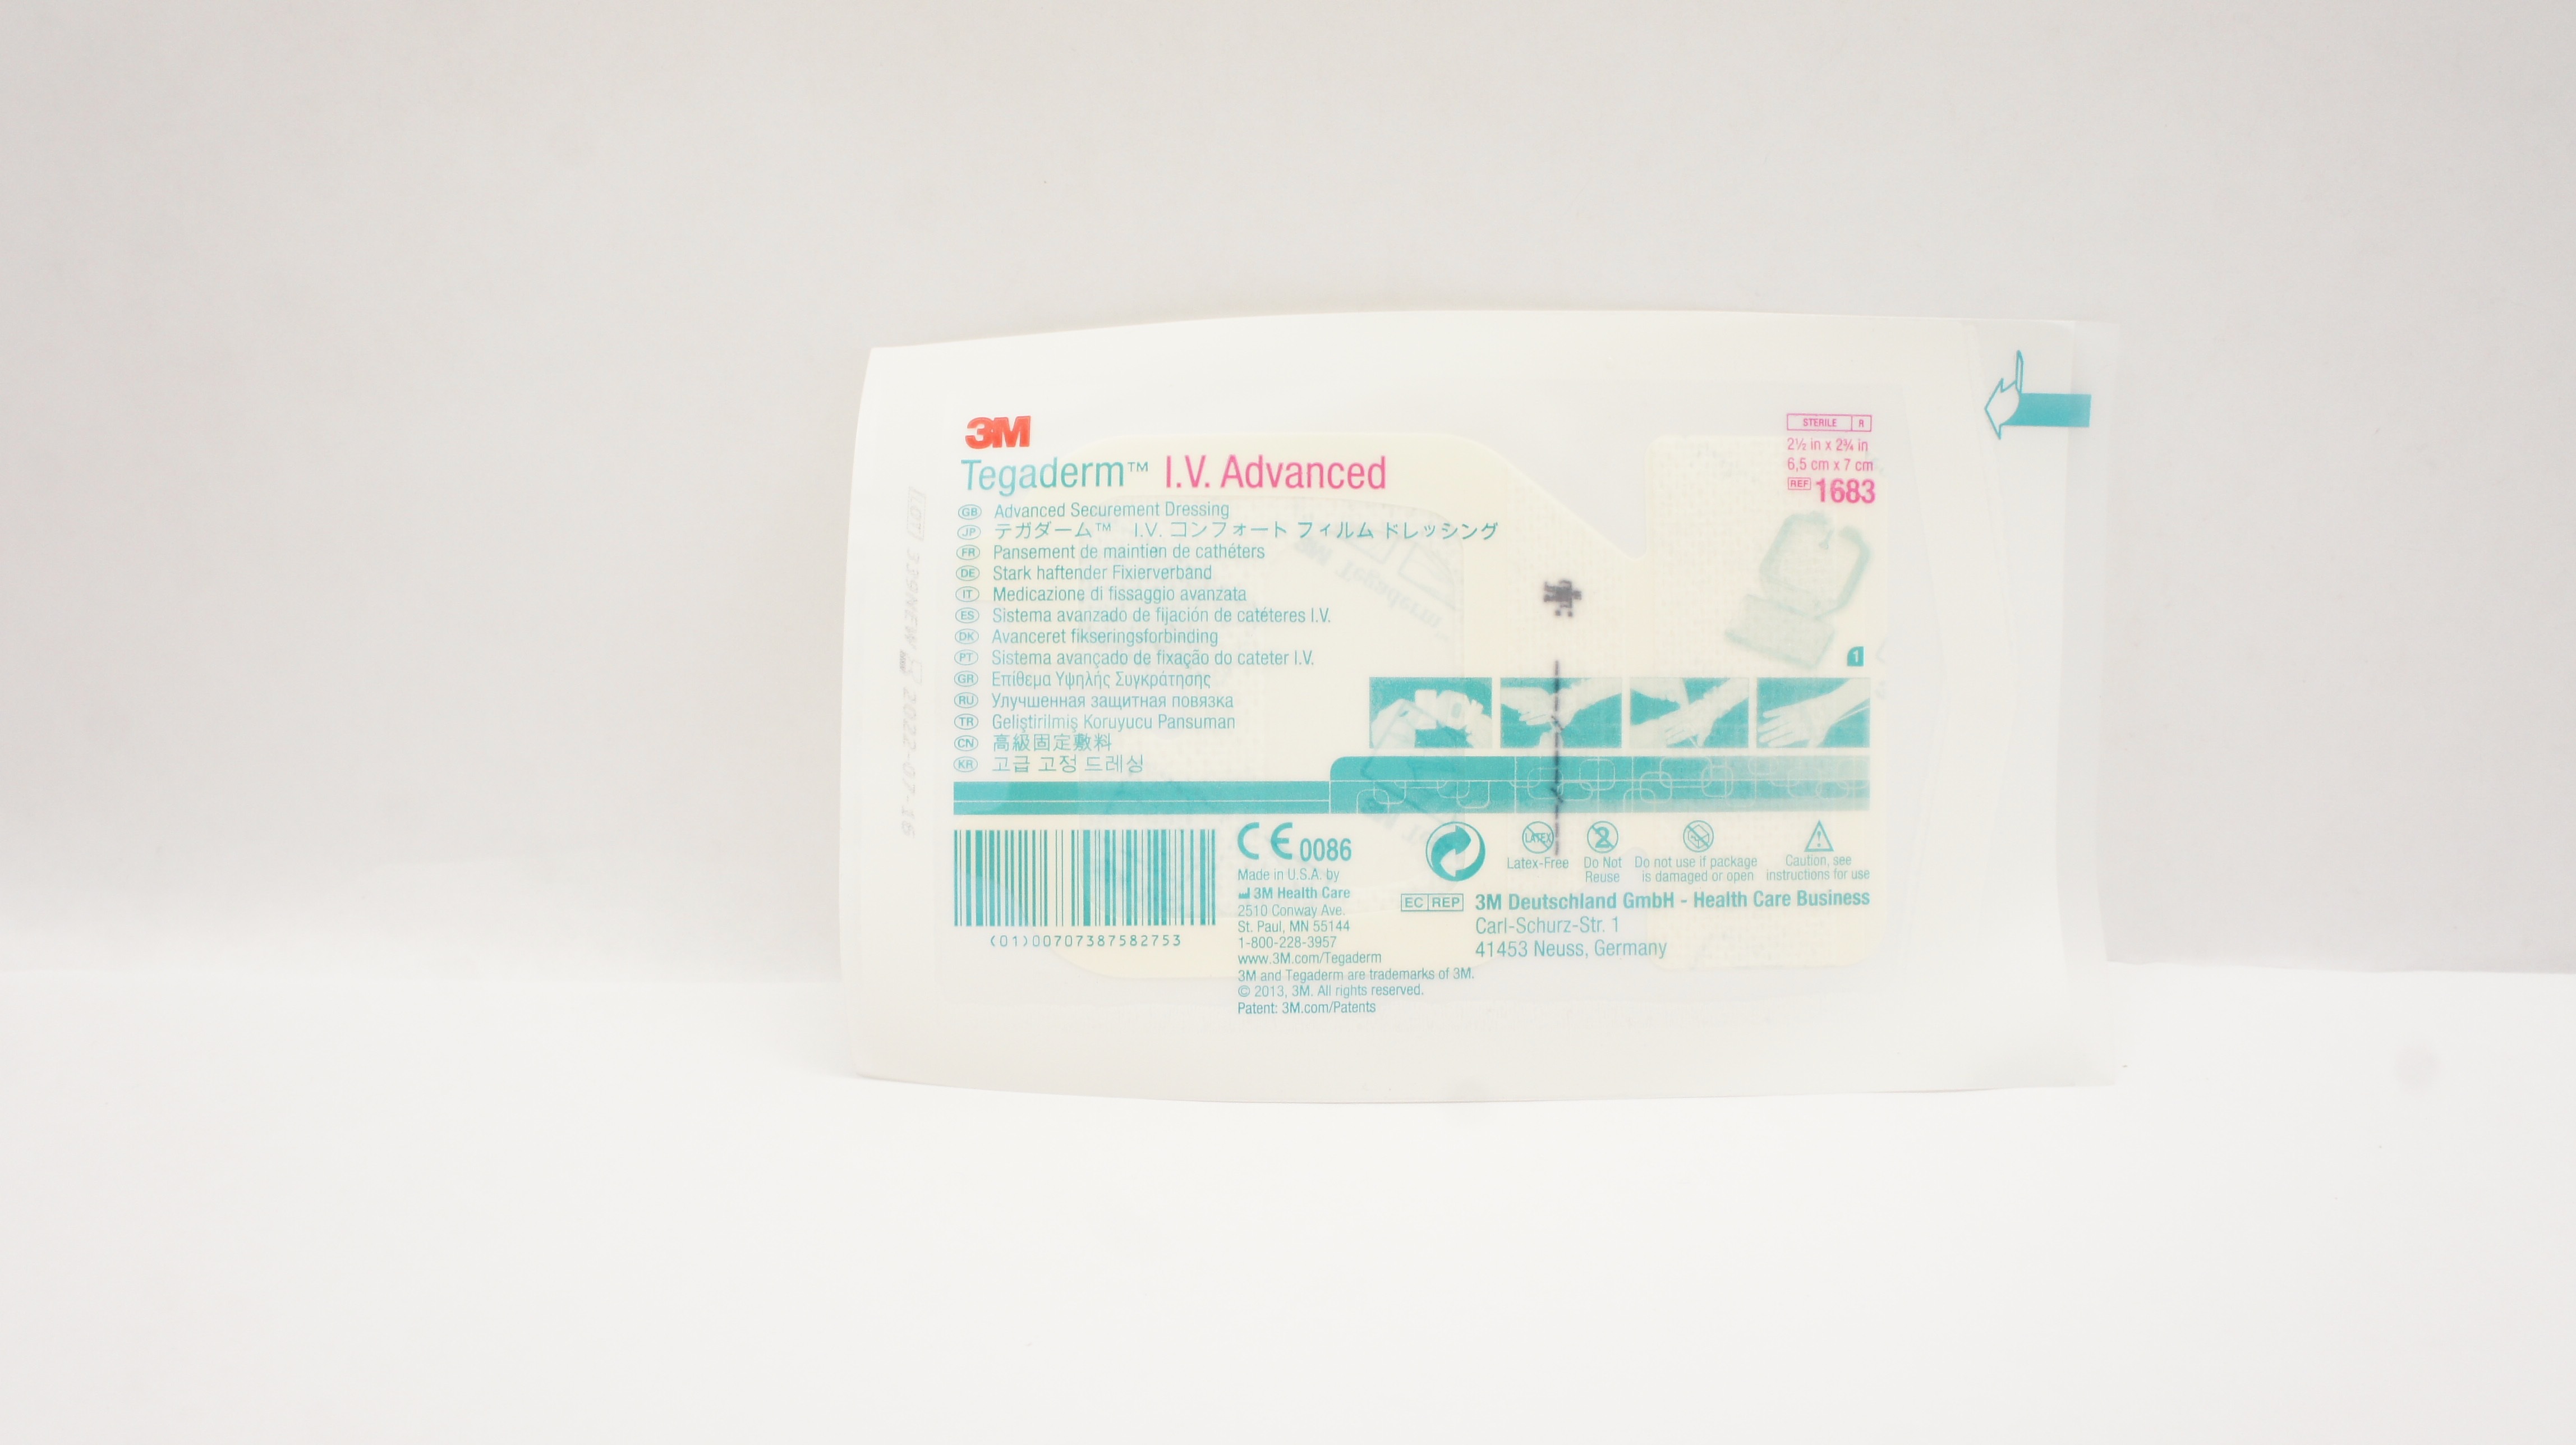 3M
Tegaderm™ I.V. Advanced
STERILE R
2½ in x 2¾ in
6,5 cm x 7 cm
REF 1683
GB Advanced Securement Dressing
JP テガダーム™ I.V. コンフォート フィルム ドレッシング
FR Pansement de maintien de cathéters
DE Stark haftender Fixierverband
IT Medicazione di fissaggio avanzata
ES Sistema avanzado de fijación de catéteres I.V.
DK Avanceret fikseringsforbinding
PT Sistema avançado de fixação do cateter I.V.
GR Επίθεμα Υψηλής Συγκράτησης
RU Улучшенная защитная повязка
TR Geliştirilmiş Koruyucu Pansuman
CN 高級固定敷料
KR 고급 고정 드레싱
1
(01)00707387582753
CE 0086
Made in U.S.A. by
3M Health Care
2510 Conway Ave.
St. Paul, MN 55144
1-800-228-3957
www.3M.com/Tegaderm
3M and Tegaderm are trademarks of 3M.
© 2013, 3M. All rights reserved.
Patent: 3M.com/Patents
LATEX
Latex-Free
2
Do Not
Reuse
Do not use if package
is damaged or open
Caution, see
instructions for use
EC REP 3M Deutschland GmbH - Health Care Business
Carl-Schurz-Str. 1
41453 Neuss, Germany
2022-07-16